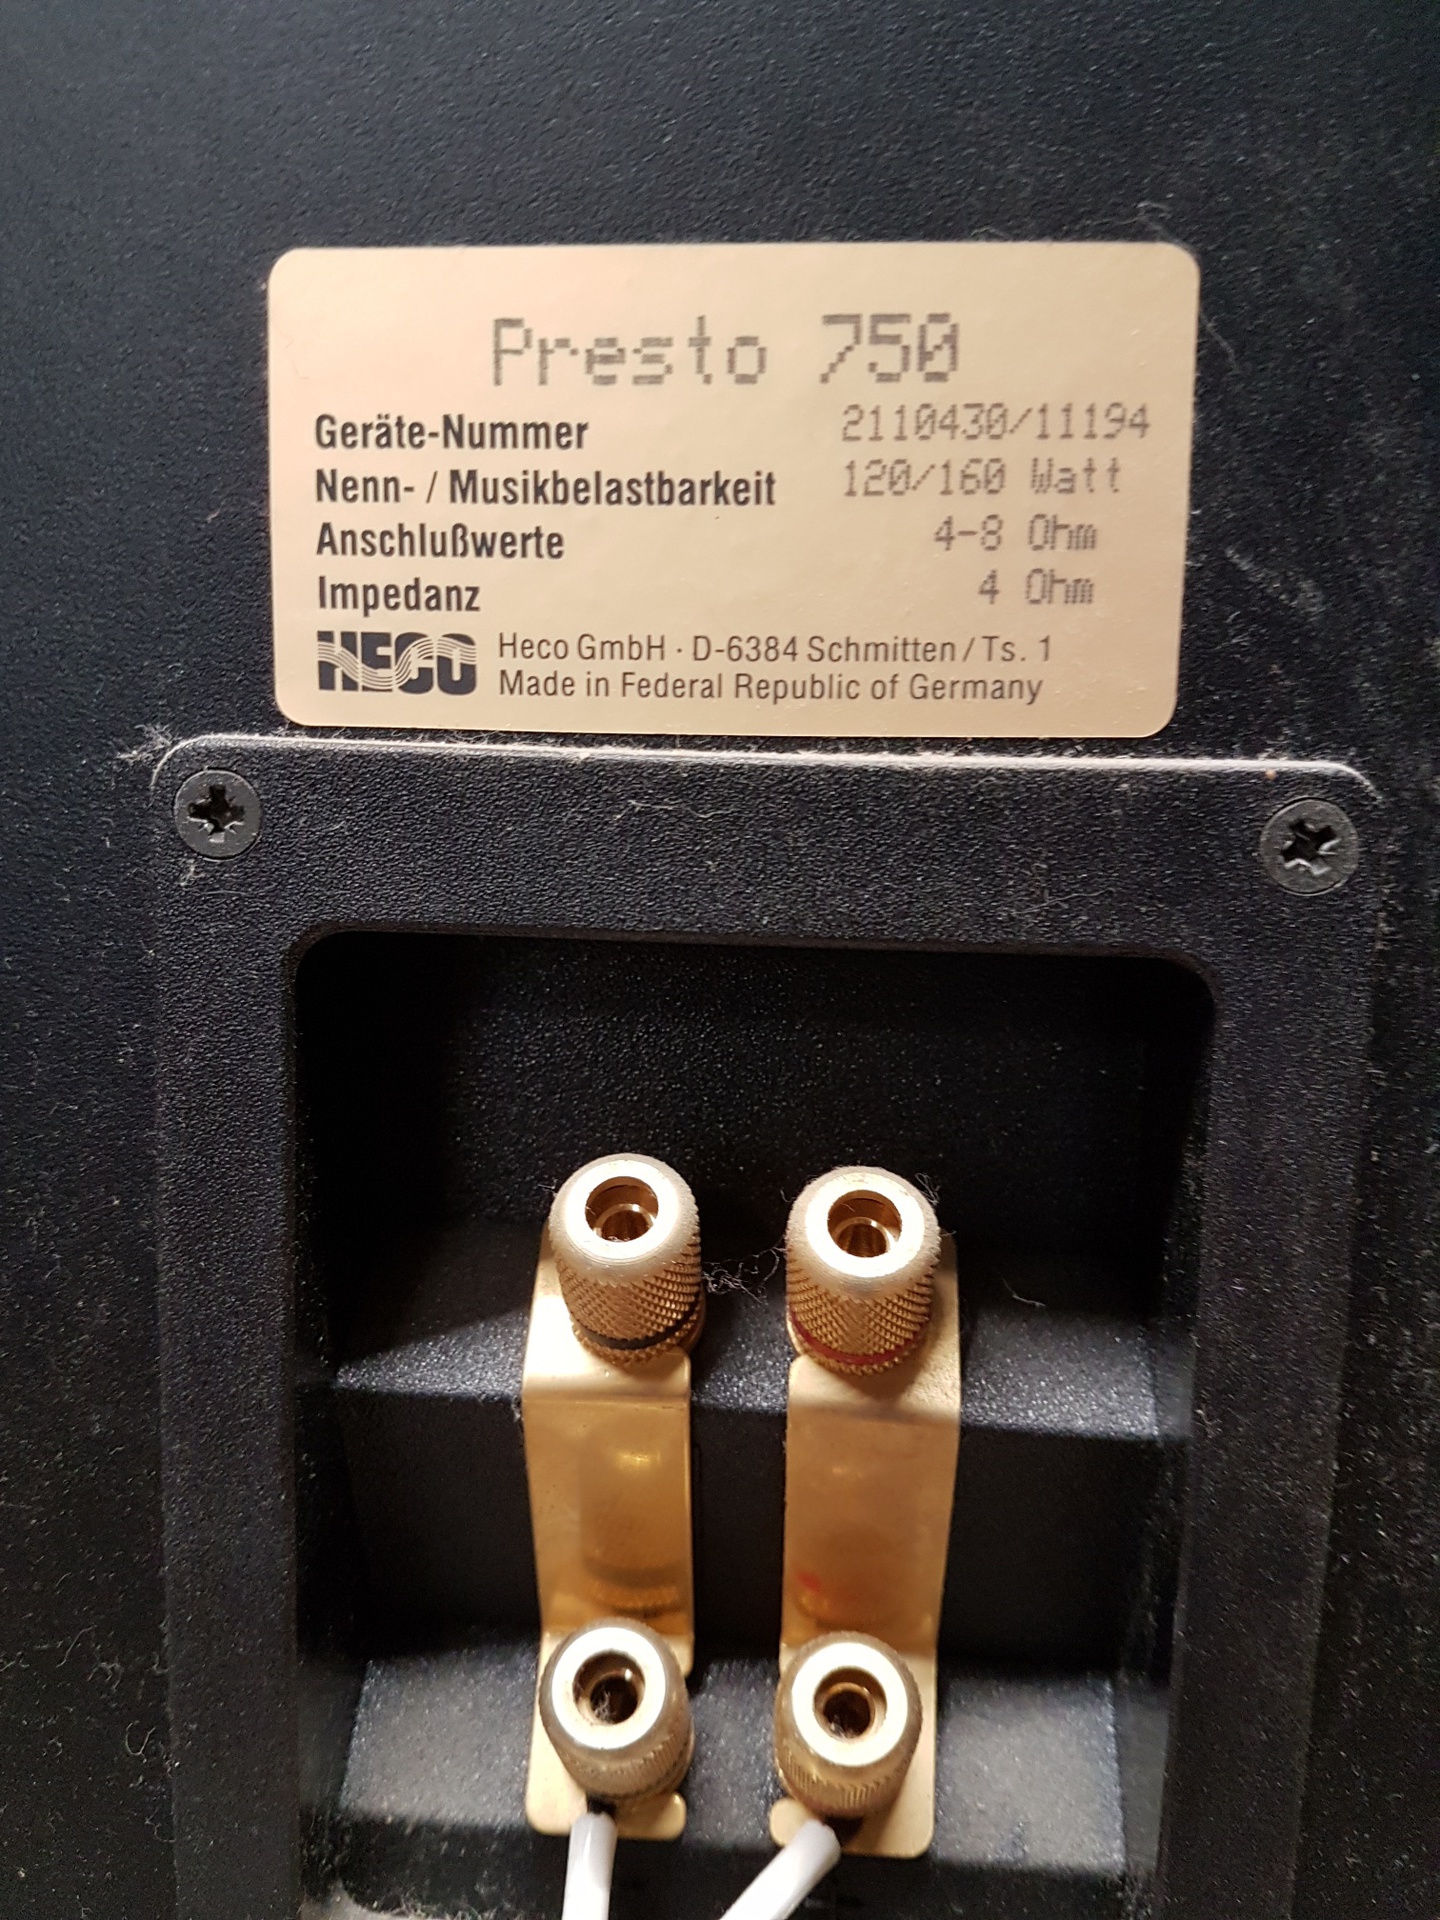 Presto 750
Geräte-Nummer 2110430/11194
Nenn- / Musikbelastbarkeit 120/160 Watt
Anschlußwerte 4-8 Ohm
Impedanz 4 Ohm
HECO Heco GmbH · D-6384 Schmitten / Ts. 1
Made in Federal Republic of Germany